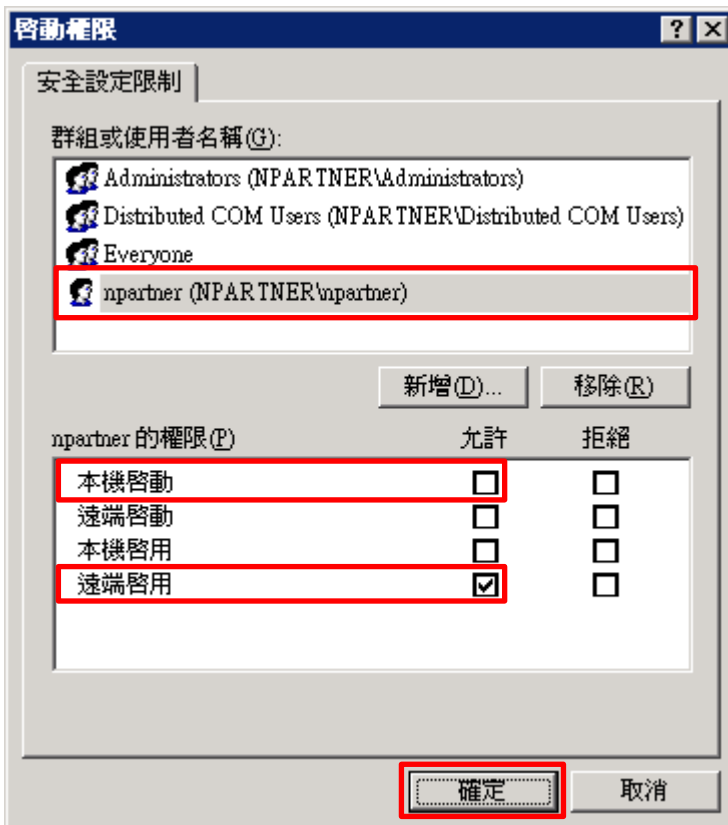 啓動權限
安全設定限制
群組或使用者名稱(G):
Administrators (NPARTNER\Administrators)
Distributed COM Users (NPARTNER\Distributed COM Users)
Everyone
npartner (NPARTNER\npartner)
新增(D)... 移除(R)
npartner 的權限(P) 允許 拒絕
本機啓動
遠端啓動
本機啓用
遠端啓用
確定 取消